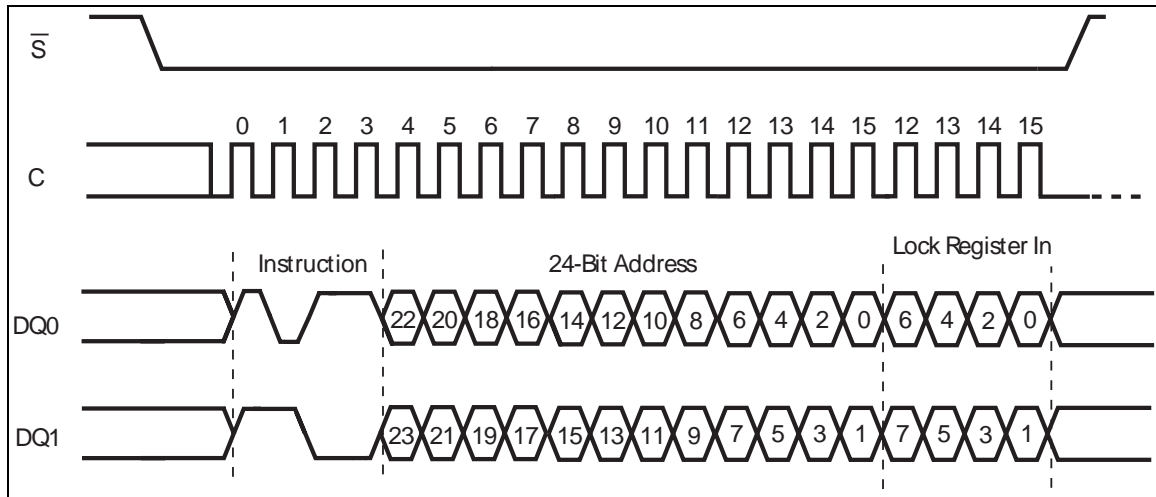 S
0 1 2 3 4 5 6 7 8 9 10 11 12 13 14 15 12 13 14 15
C
Instruction 24-Bit Address Lock Register In
DQ0 22 20 18 16 14 12 10 8 6 4 2 0 6 4 2 0
DQ1 23 21 19 17 15 13 11 9 7 5 3 1 7 5 3 1